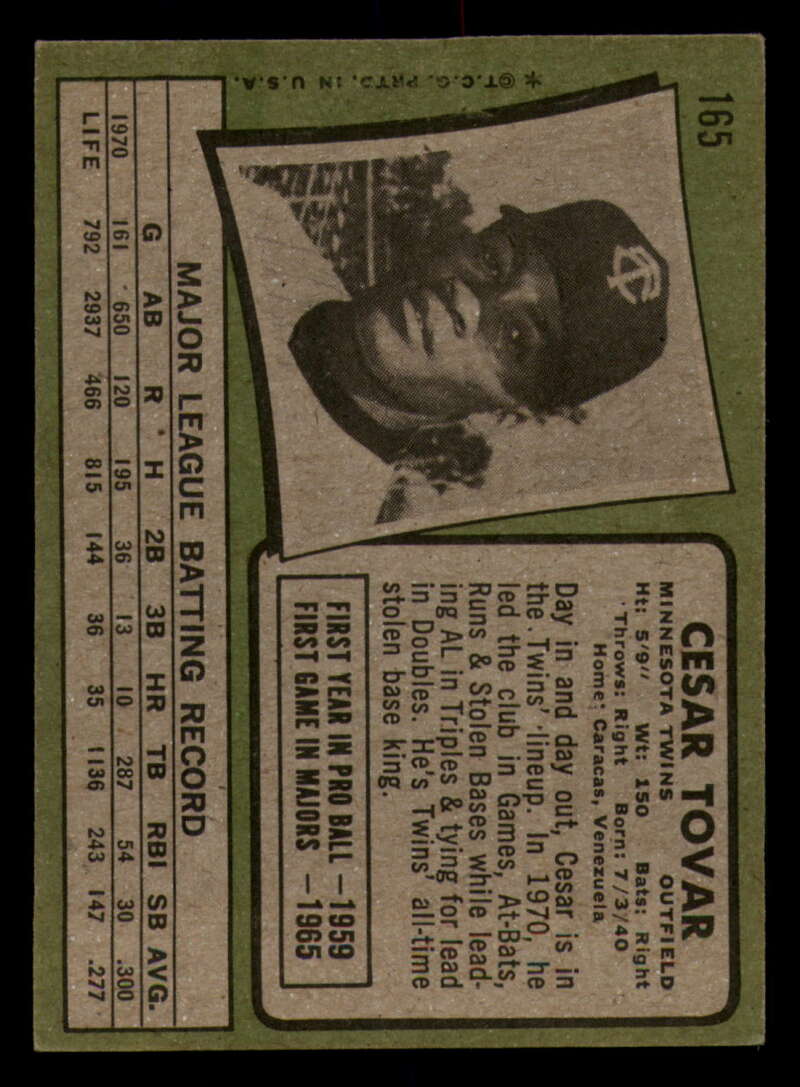 165
CESAR TOVAR
MINNESOTA TWINS OUTFIELD
Ht: 5'9" Wt: 150 Bats: Right
Throws: Right Born: 7/3/40
Home: Caracas, Venezuela
Day in and day out, Cesar is in
the Twins' lineup. In 1970, he
led the club in Games, At-Bats,
Runs & Stolen Bases while lead-
ing AL in Triples & tying for lead
in Doubles. He's Twins' all-time
stolen base king.
FIRST YEAR IN PRO BALL —1959
FIRST GAME IN MAJORS —1965
MAJOR LEAGUE BATTING RECORD
G AB R H 2B 3B HR TB RBI SB AVG.
1970 161 650 120 195 36 13 10 287 54 30 .300
LIFE 792 2937 466 815 144 36 35 1136 243 147 .277
*©T.C.G. PRTD. IN U.S.A.
TC